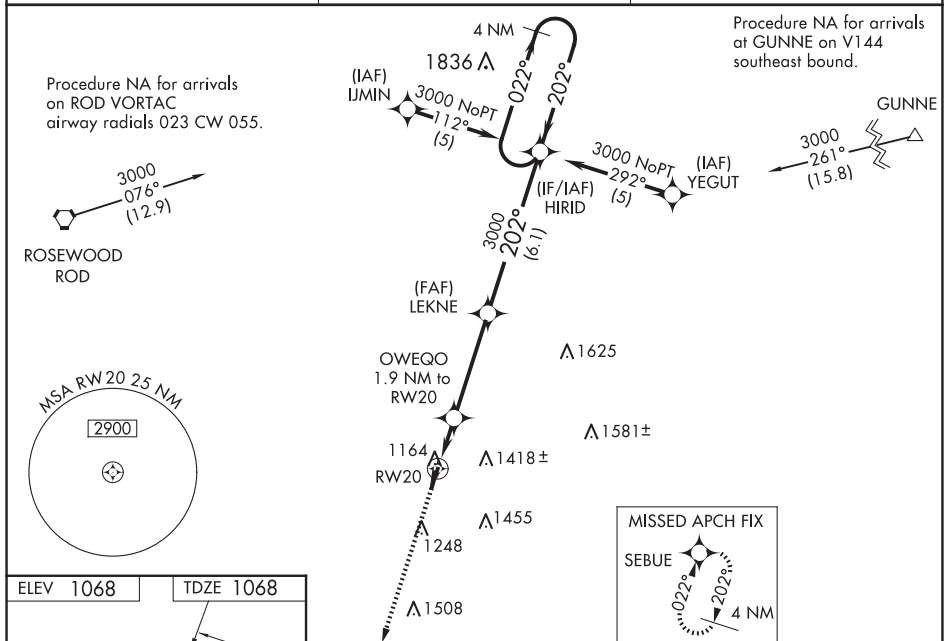 Procedure NA for arrivals
on ROD VORTAC
airway radials 023 CW 055.
3000
076°
(12.9)
ROSEWOOD
ROD
4 NM
1836
(IAF)
IJMIN
3000 NoPT
112°
(5)
022°
202°
Procedure NA for arrivals
at GUNNE on V144
southeast bound.
GUNNE
3000
261°
(15.8)
3000 NoPT
292°
(5)
(IAF)
YEGUT
(IF/IAF)
HIRID
3000
202°
(6.1)
(FAF)
LEKNE
1625
OWEQO
1.9 NM to
RW20
1581±
1164
RW20
1418±
1455
1248
1508
MSA RW 20 25 NM
2900
MISSED APCH FIX
SEBUE
022°
202°
4 NM
ELEV 1068
TDZE 1068